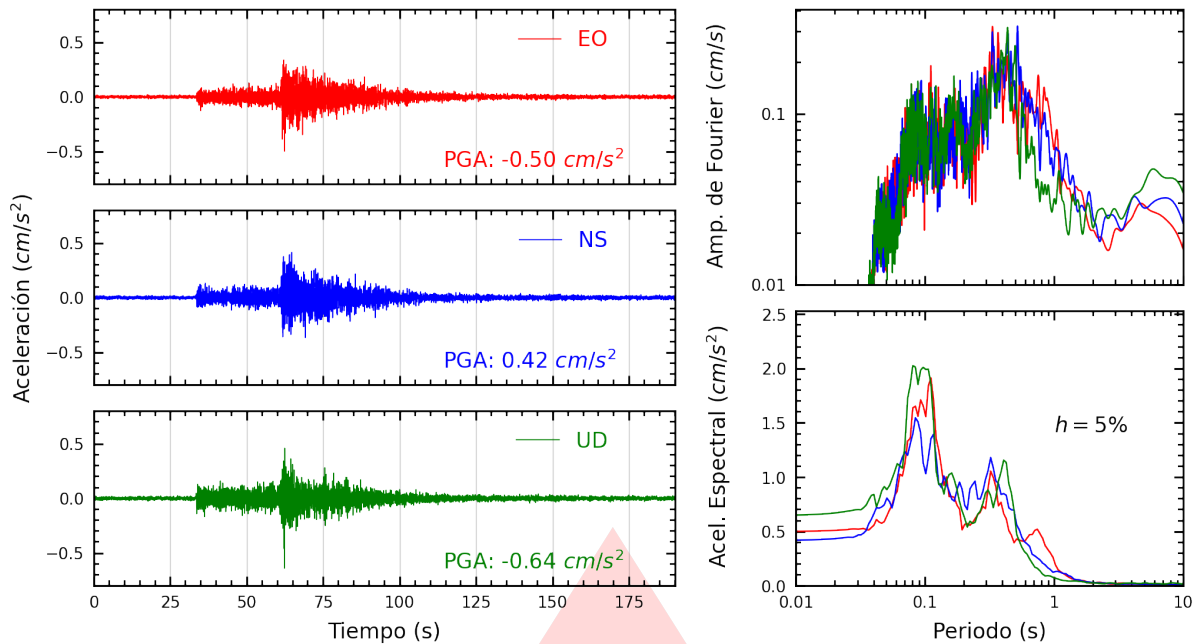 Aceleración (cm/s²)
0.5
0.0
−0.5
EO
PGA: -0.50 cm/s²
0.5
0.0
−0.5
NS
PGA: 0.42 cm/s²
0.5
0.0
−0.5
UD
PGA: -0.64 cm/s²
0 25 50 75 100 125 150 175
Tiempo (s)
Amp. de Fourier (cm/s)
0.1
0.01
Acel. Espectral (cm/s²)
2.5
2.0
1.5
1.0
0.5
0.0
h = 5%
0.01 0.1 1 10
Periodo (s)